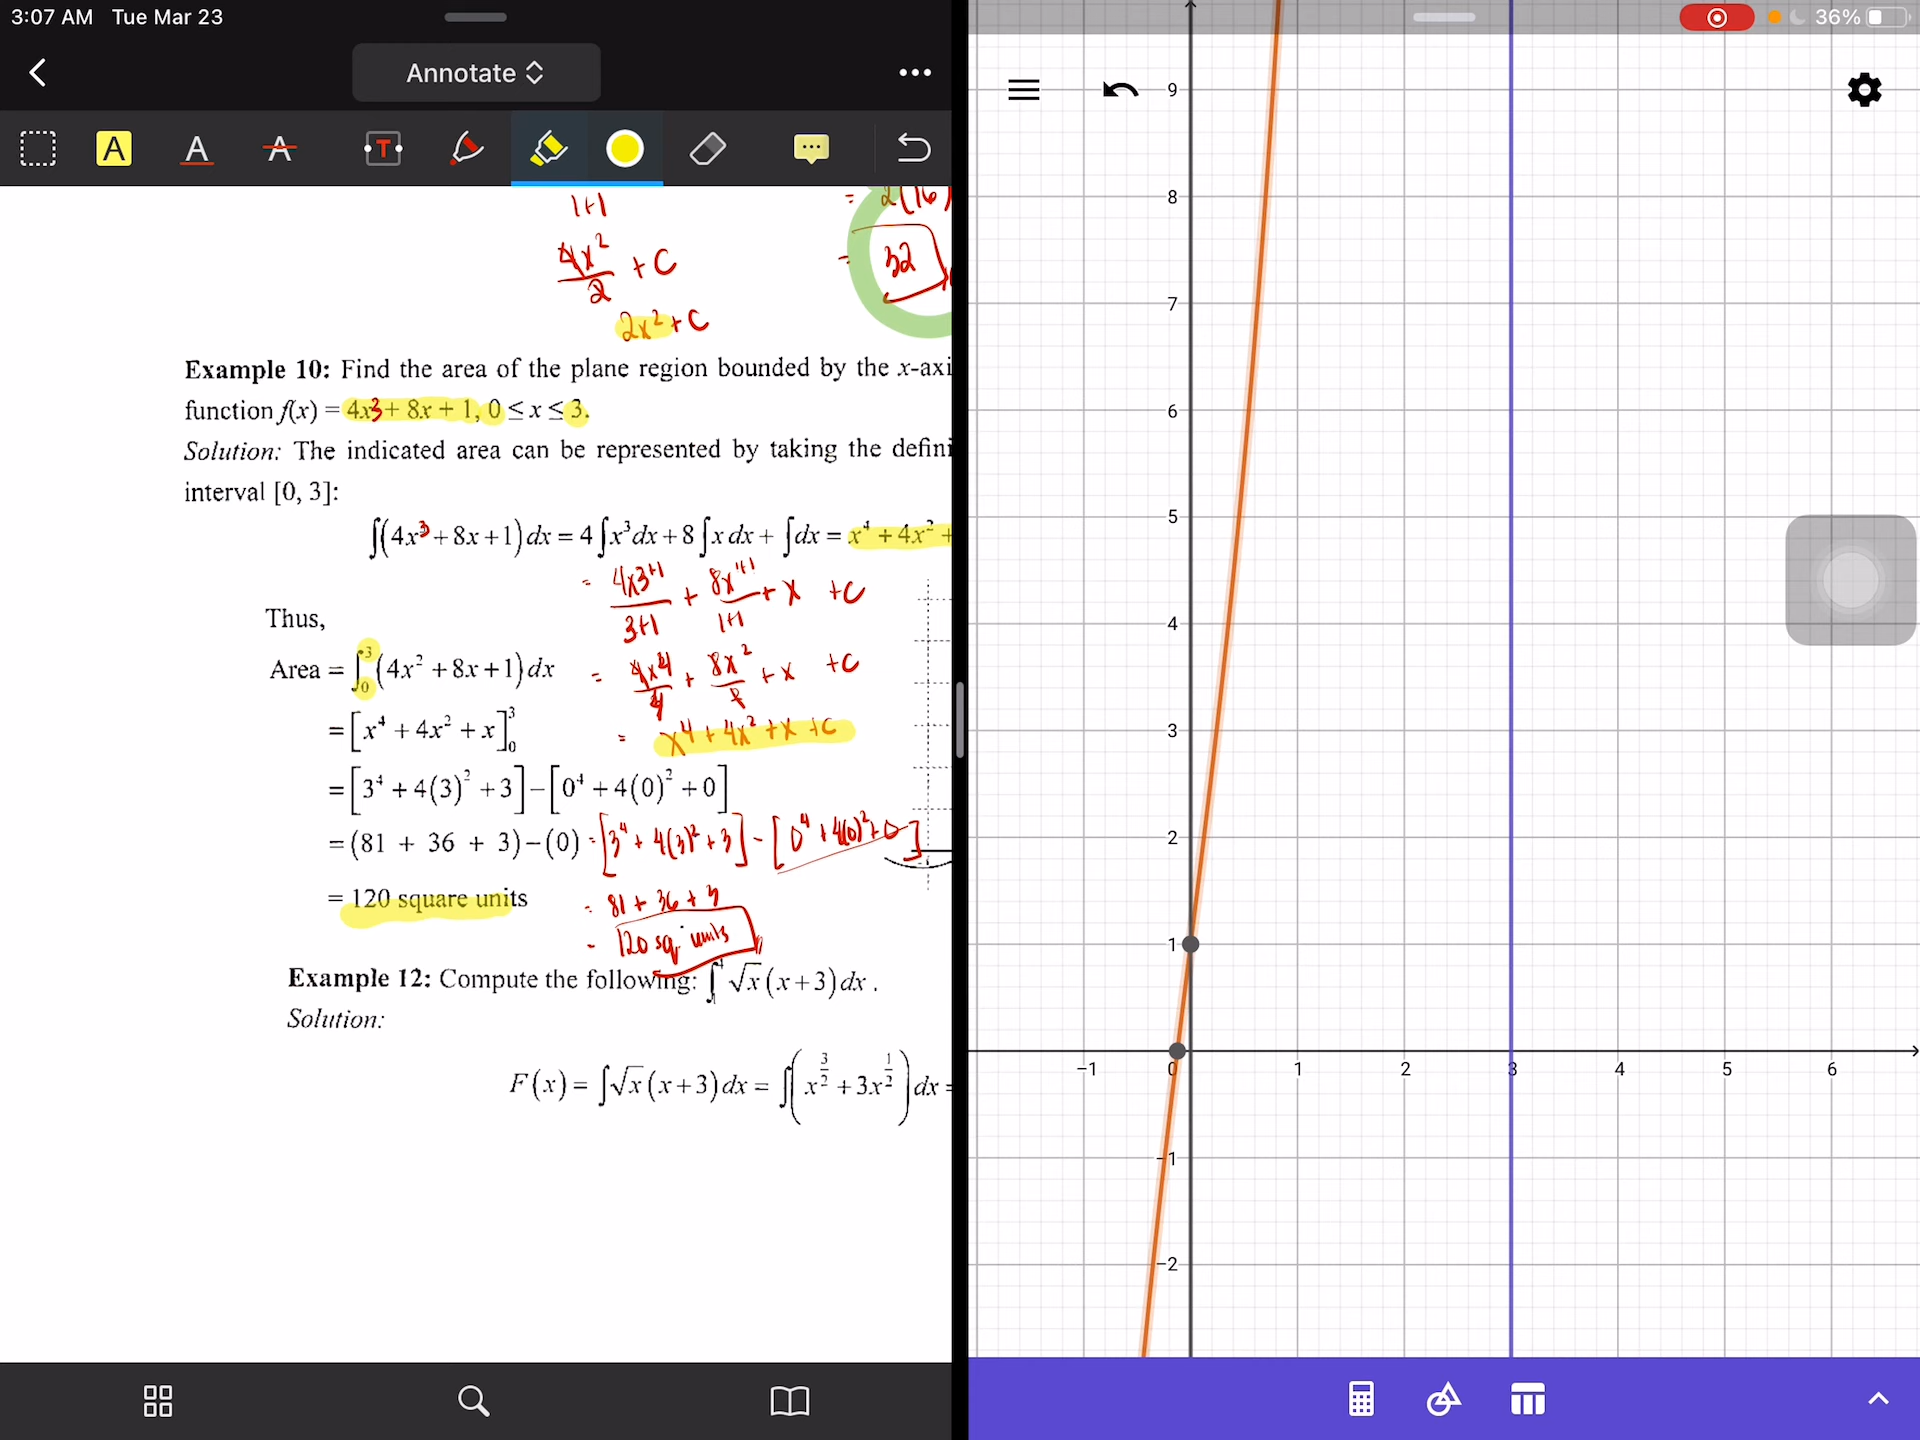 3:07 AM Tue Mar 23
36%
Annotate
A A A T
1+1
4x² / 2 + C
2x² + C
= 2(16)
= 32
Example 10: Find the area of the plane region bounded by the x-axi
function f(x) = 4x3 + 8x + 1, 0 ≤ x ≤ 3.
Solution: The indicated area can be represented by taking the defini
interval [0, 3]:
∫(4x³ + 8x + 1) dx = 4∫x³dx + 8∫x dx + ∫dx = x⁴ + 4x² +
= 4x3+1 / 3+1 + 8x1+1 / 1+1 + x + C
Thus,
Area = ∫₀³ (4x² + 8x + 1) dx
= 4x⁴ / 4 + 8x² / 2 + x + C
= [x⁴ + 4x² + x]₀³
= x⁴ + 4x² + x + C
= [3⁴ + 4(3)² + 3] − [0⁴ + 4(0)² + 0]
= (81 + 36 + 3) − (0)
= [3⁴ + 4(3)² + 3] - [0⁴ + 4(0)² + 0]
= 120 square units
= 81 + 36 + 3
= 120 sq. units
Example 12: Compute the following: ∫₁⁴ √x (x + 3) dx .
Solution:
F(x) = ∫√x (x + 3) dx = ∫(x^(3/2) + 3x^(1/2)) dx =
9
8
7
6
5
4
3
2
1
−1 0 1 2 3 4 5 6
−1
−2